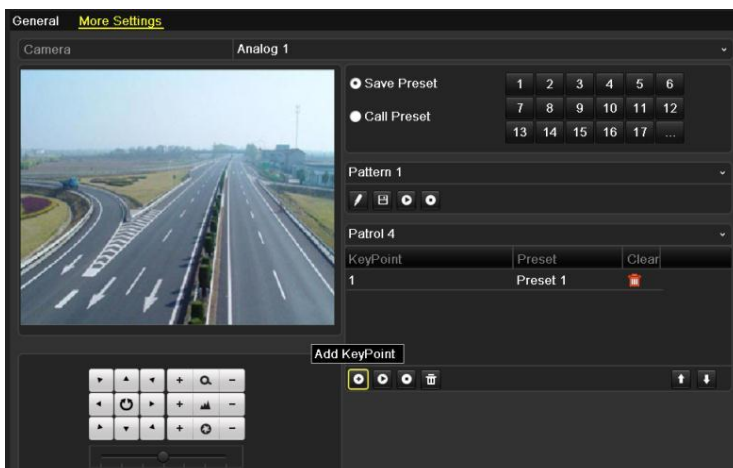 General More Settings
Camera Analog 1
Save Preset
Call Preset
1 2 3 4 5 6
7 8 9 10 11 12
13 14 15 16 17 ...
Pattern 1
Patrol 4
KeyPoint Preset Clear
1 Preset 1
Add KeyPoint